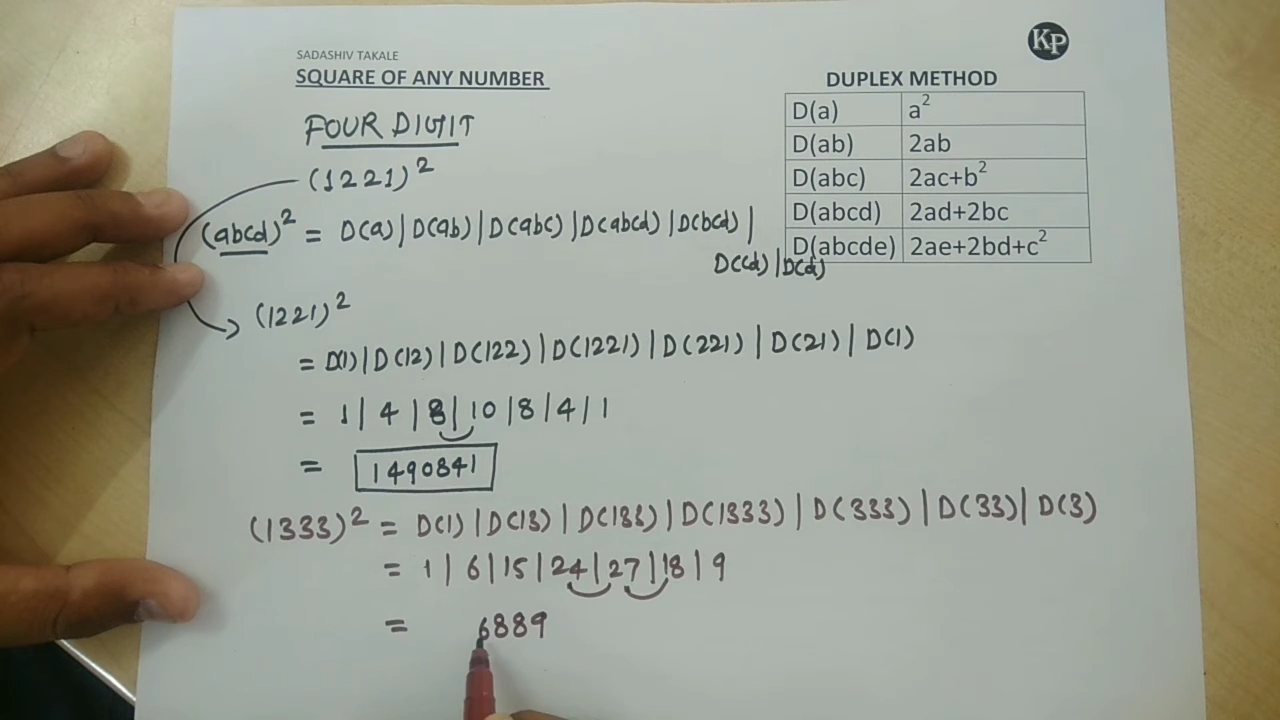 SADASHIV TAKALE
SQUARE OF ANY NUMBER
KP
DUPLEX METHOD
D(a) a²
D(ab) 2ab
D(abc) 2ac+b²
D(abcd) 2ad+2bc
D(abcde) 2ae+2bd+c²
FOUR DIGIT
(1221)²
(abcd)² = D(a) | D(ab) | D(abc) | D(abcd) | D(bcd) |
D(cd) | D(d)
(1221)²
= D(1) | D(12) | D(122) | D(1221) | D(221) | D(21) | D(1)
= 1 | 4 | 8 | 10 | 8 | 4 | 1
= 1490841
(1333)² = D(1) | D(13) | D(133) | D(1333) | D(333) | D(33) | D(3)
= 1 | 6 | 15 | 24 | 27 | 18 | 9
= 6889